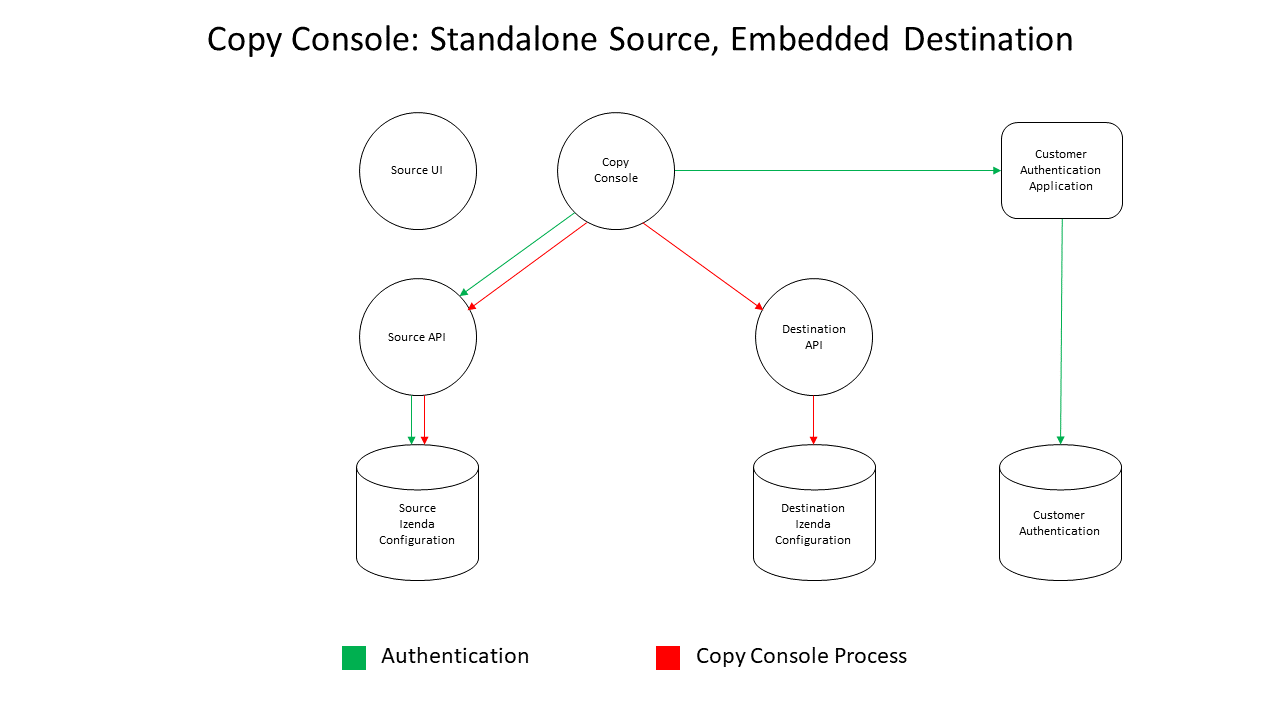 Copy Console: Standalone Source, Embedded Destination
Source UI
Copy
Console
Customer
Authentication
Application
Source API
Destination
API
Source
Izenda
Configuration
Destination
Izenda
Configuration
Customer
Authentication
Authentication
Copy Console Process